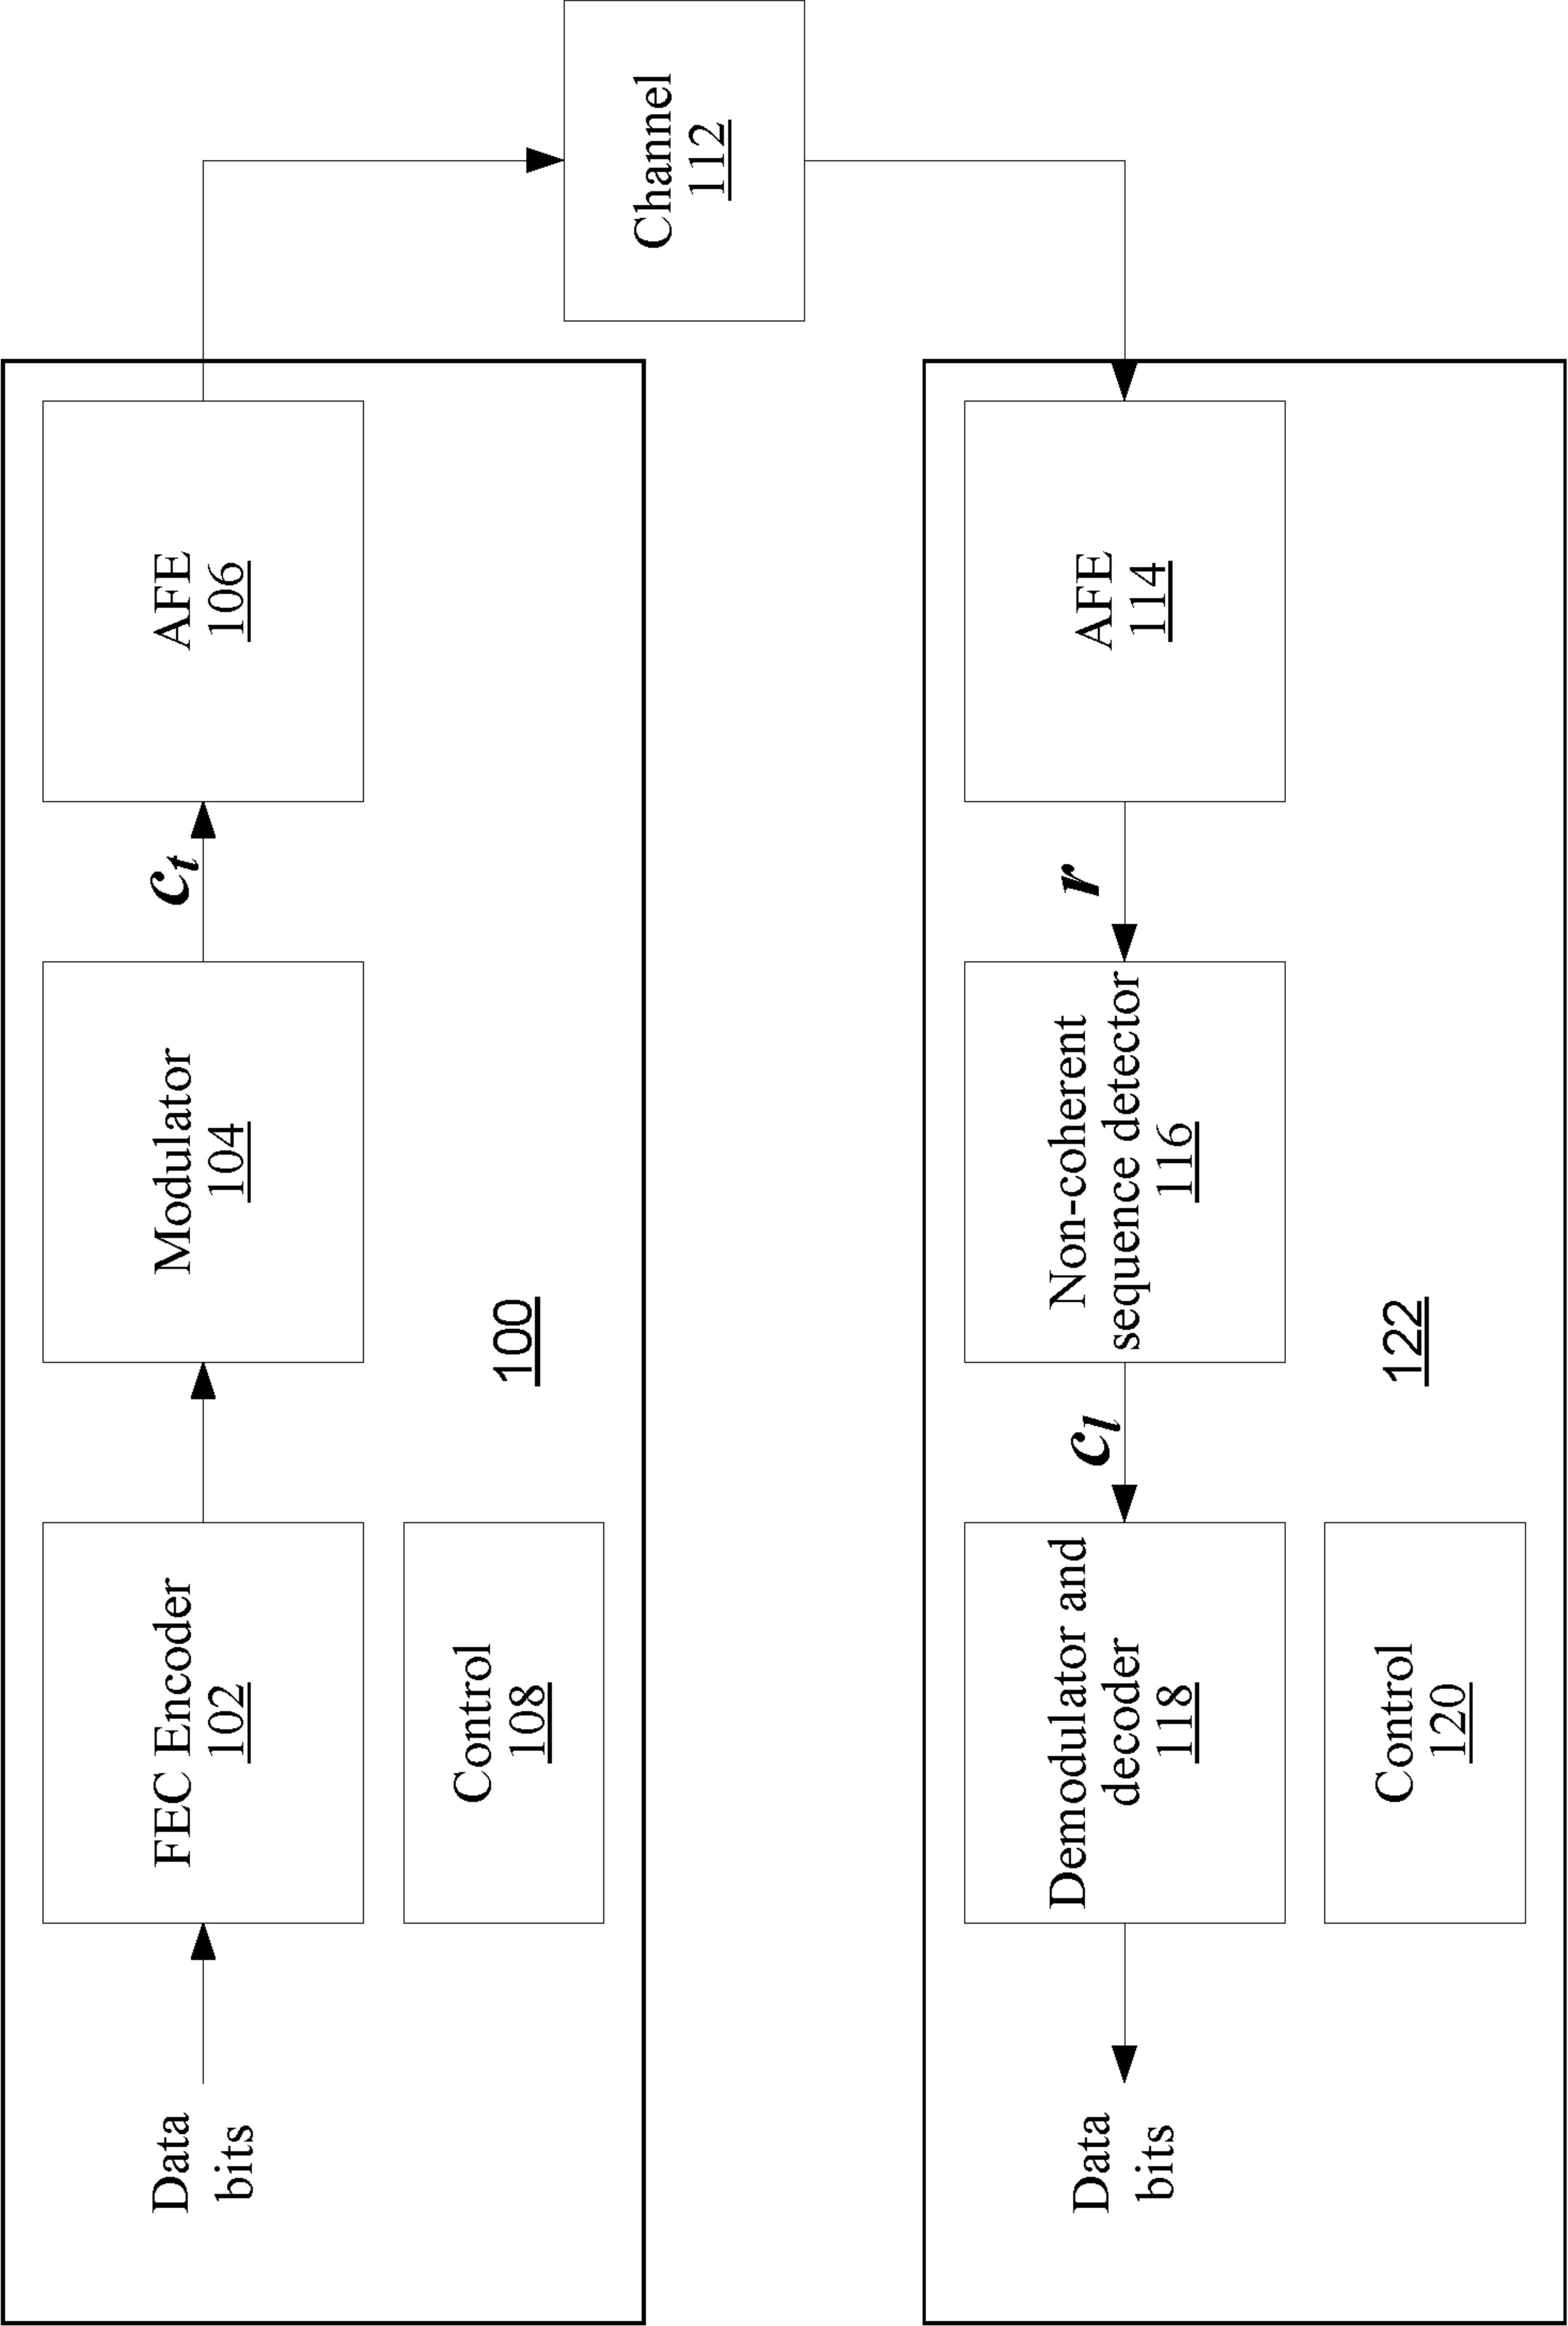 Data
bits
FEC Encoder
102
Modulator
104
c_t
AFE
106
Control
108
100
Channel
112
Data
bits
Demodulator and
decoder
118
c_l
Non-coherent
sequence detector
116
r
AFE
114
Control
120
122